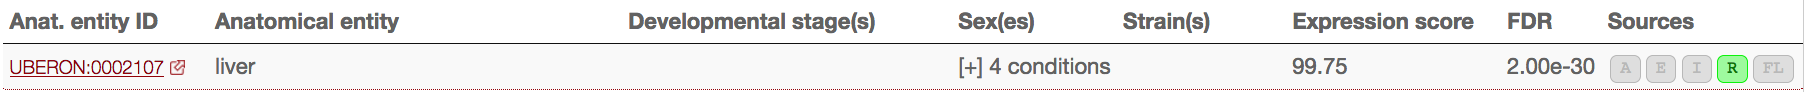 Anat. entity ID Anatomical entity Developmental stage(s) Sex(es) Strain(s) Expression score FDR Sources
UBERON:0002107 liver [+] 4 conditions 99.75 2.00e-30 A E I R FL